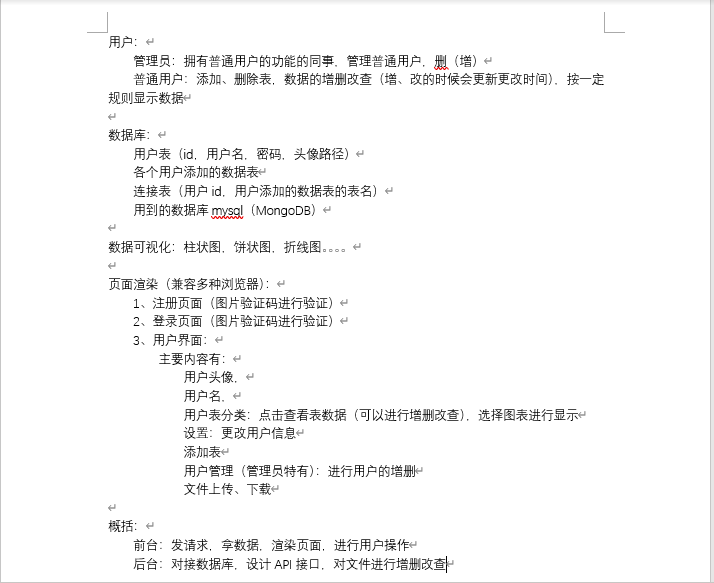 用户：
管理员：拥有普通用户的功能的同事，管理普通用户，删（增）
普通用户：添加、删除表，数据的增删改查（增、改的时候会更新更改时间），按一定
规则显示数据
数据库：
用户表（id，用户名，密码，头像路径）
各个用户添加的数据表
连接表（用户 id，用户添加的数据表的表名）
用到的数据库 mysql（MongoDB）
数据可视化：柱状图，饼状图，折线图。。。。
页面渲染（兼容多种浏览器）：
1、注册页面（图片验证码进行验证）
2、登录页面（图片验证码进行验证）
3、用户界面：
主要内容有：
用户头像，
用户名，
用户表分类：点击查看表数据（可以进行增删改查），选择图表进行显示
设置：更改用户信息
添加表
用户管理（管理员特有）：进行用户的增删
文件上传、下载
概括：
前台：发请求，拿数据，渲染页面，进行用户操作
后台：对接数据库，设计 API 接口，对文件进行增删改查